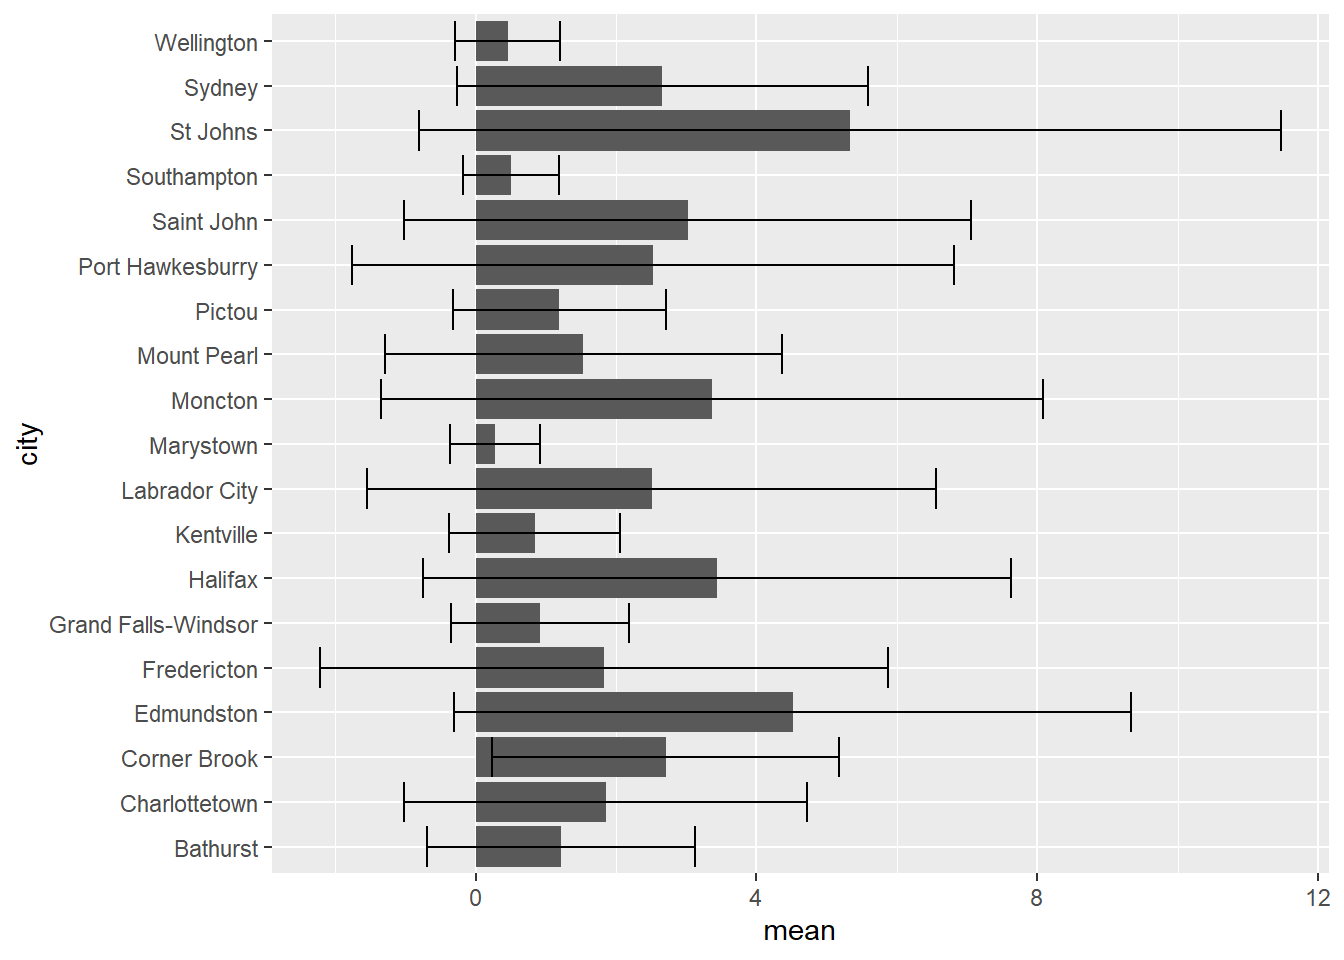 Wellington
Sydney
St Johns
Southampton
Saint John
Port Hawkesburry
Pictou
Mount Pearl
Moncton
Marystown
Labrador City
Kentville
Halifax
Grand Falls-Windsor
Fredericton
Edmundston
Corner Brook
Charlottetown
Bathurst
city
0 4 8 12
mean